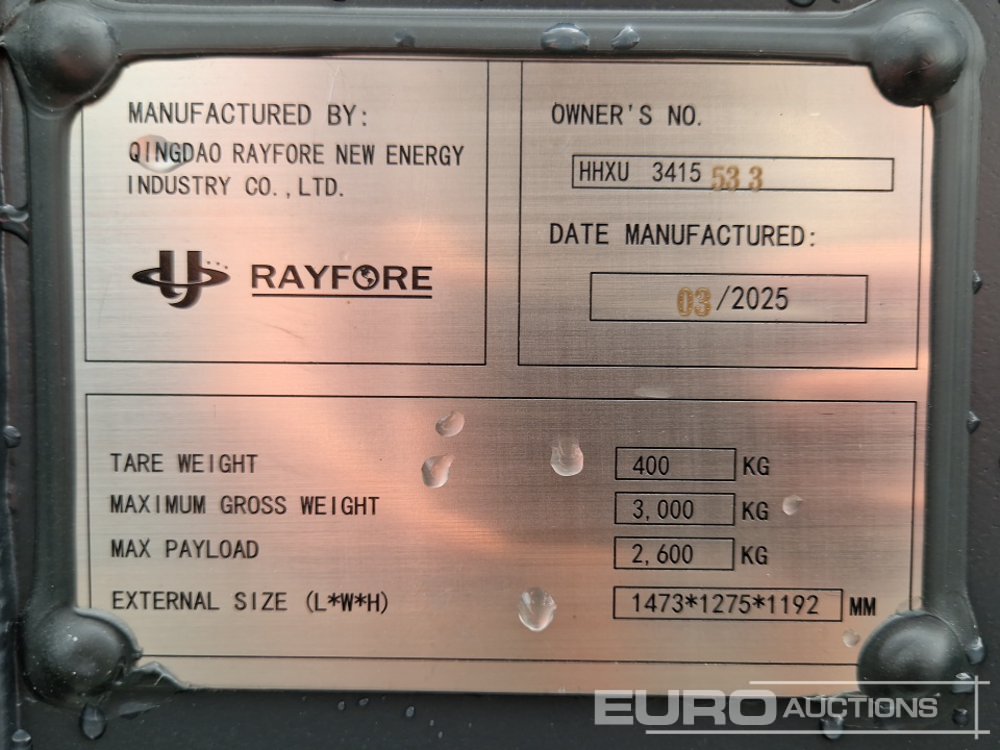 MANUFACTURED BY:
QINGDAO RAYFORE NEW ENERGY
INDUSTRY CO.,LTD.
RAYFORE
OWNER'S NO.
HHXU 3415 53 3
DATE MANUFACTURED:
03/2025
TARE WEIGHT 400 KG
MAXIMUM GROSS WEIGHT 3,000 KG
MAX PAYLOAD 2,600 KG
EXTERNAL SIZE (L*W*H) 1473*1275*1192 MM
EURO AUCTIONS